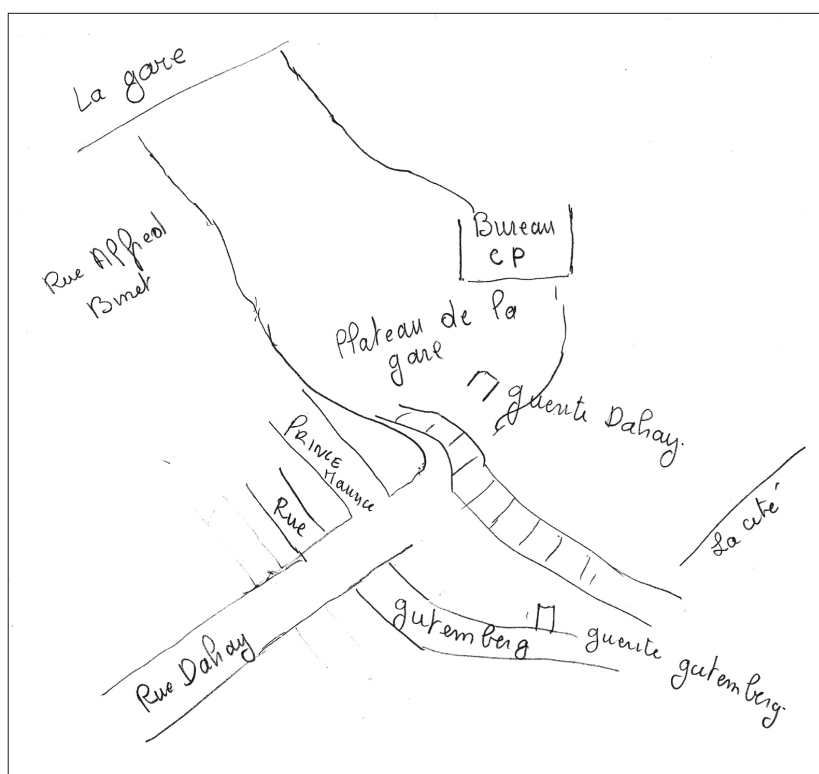 La gare
Bureau
CP
Rue Alfred
Binet
Plateau de la
gare
guerite Dahay.
PRINCE
Maurice
Rue
La cité
gutemberg
guerite
gutemberg.
Rue Dahay